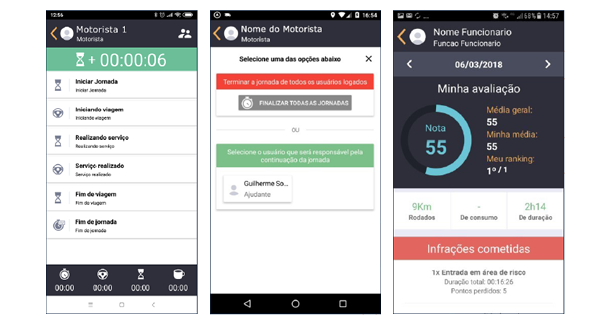 12:56
Motorista 1
Motorista
+ 00:00:06
Iniciar Jornada
Iniciar Jornada
Iniciando viagem
Iniciando viagem
Realizando serviço
Realizando serviço
Serviço realizado
Serviço realizado
Fim de viagem
Fim de viagem
Fim de jornada
Fim de jornada
00:00 00:00 00:00 00:00
16:54
Nome do Motorista
Motorista
Selecione uma das opções abaixo
Terminar a jornada de todos os usuários logados
FINALIZAR TODAS AS JORNADAS
OU
Selecione o usuário que será responsável pela
continuação da jornada
Guilherme So...
Ajudante
68% 14:57
Nome Funcionario
Funcao Funcionario
06/03/2018
Minha avaliação
Nota
55
Média geral:
55
Minha média:
55
Meu ranking:
1º / 1
9Km - 2h14
Rodados De consumo De duração
Infrações cometidas
1x Entrada em área de risco
Duração total: 00:16:26
Pontos perdidos: 5